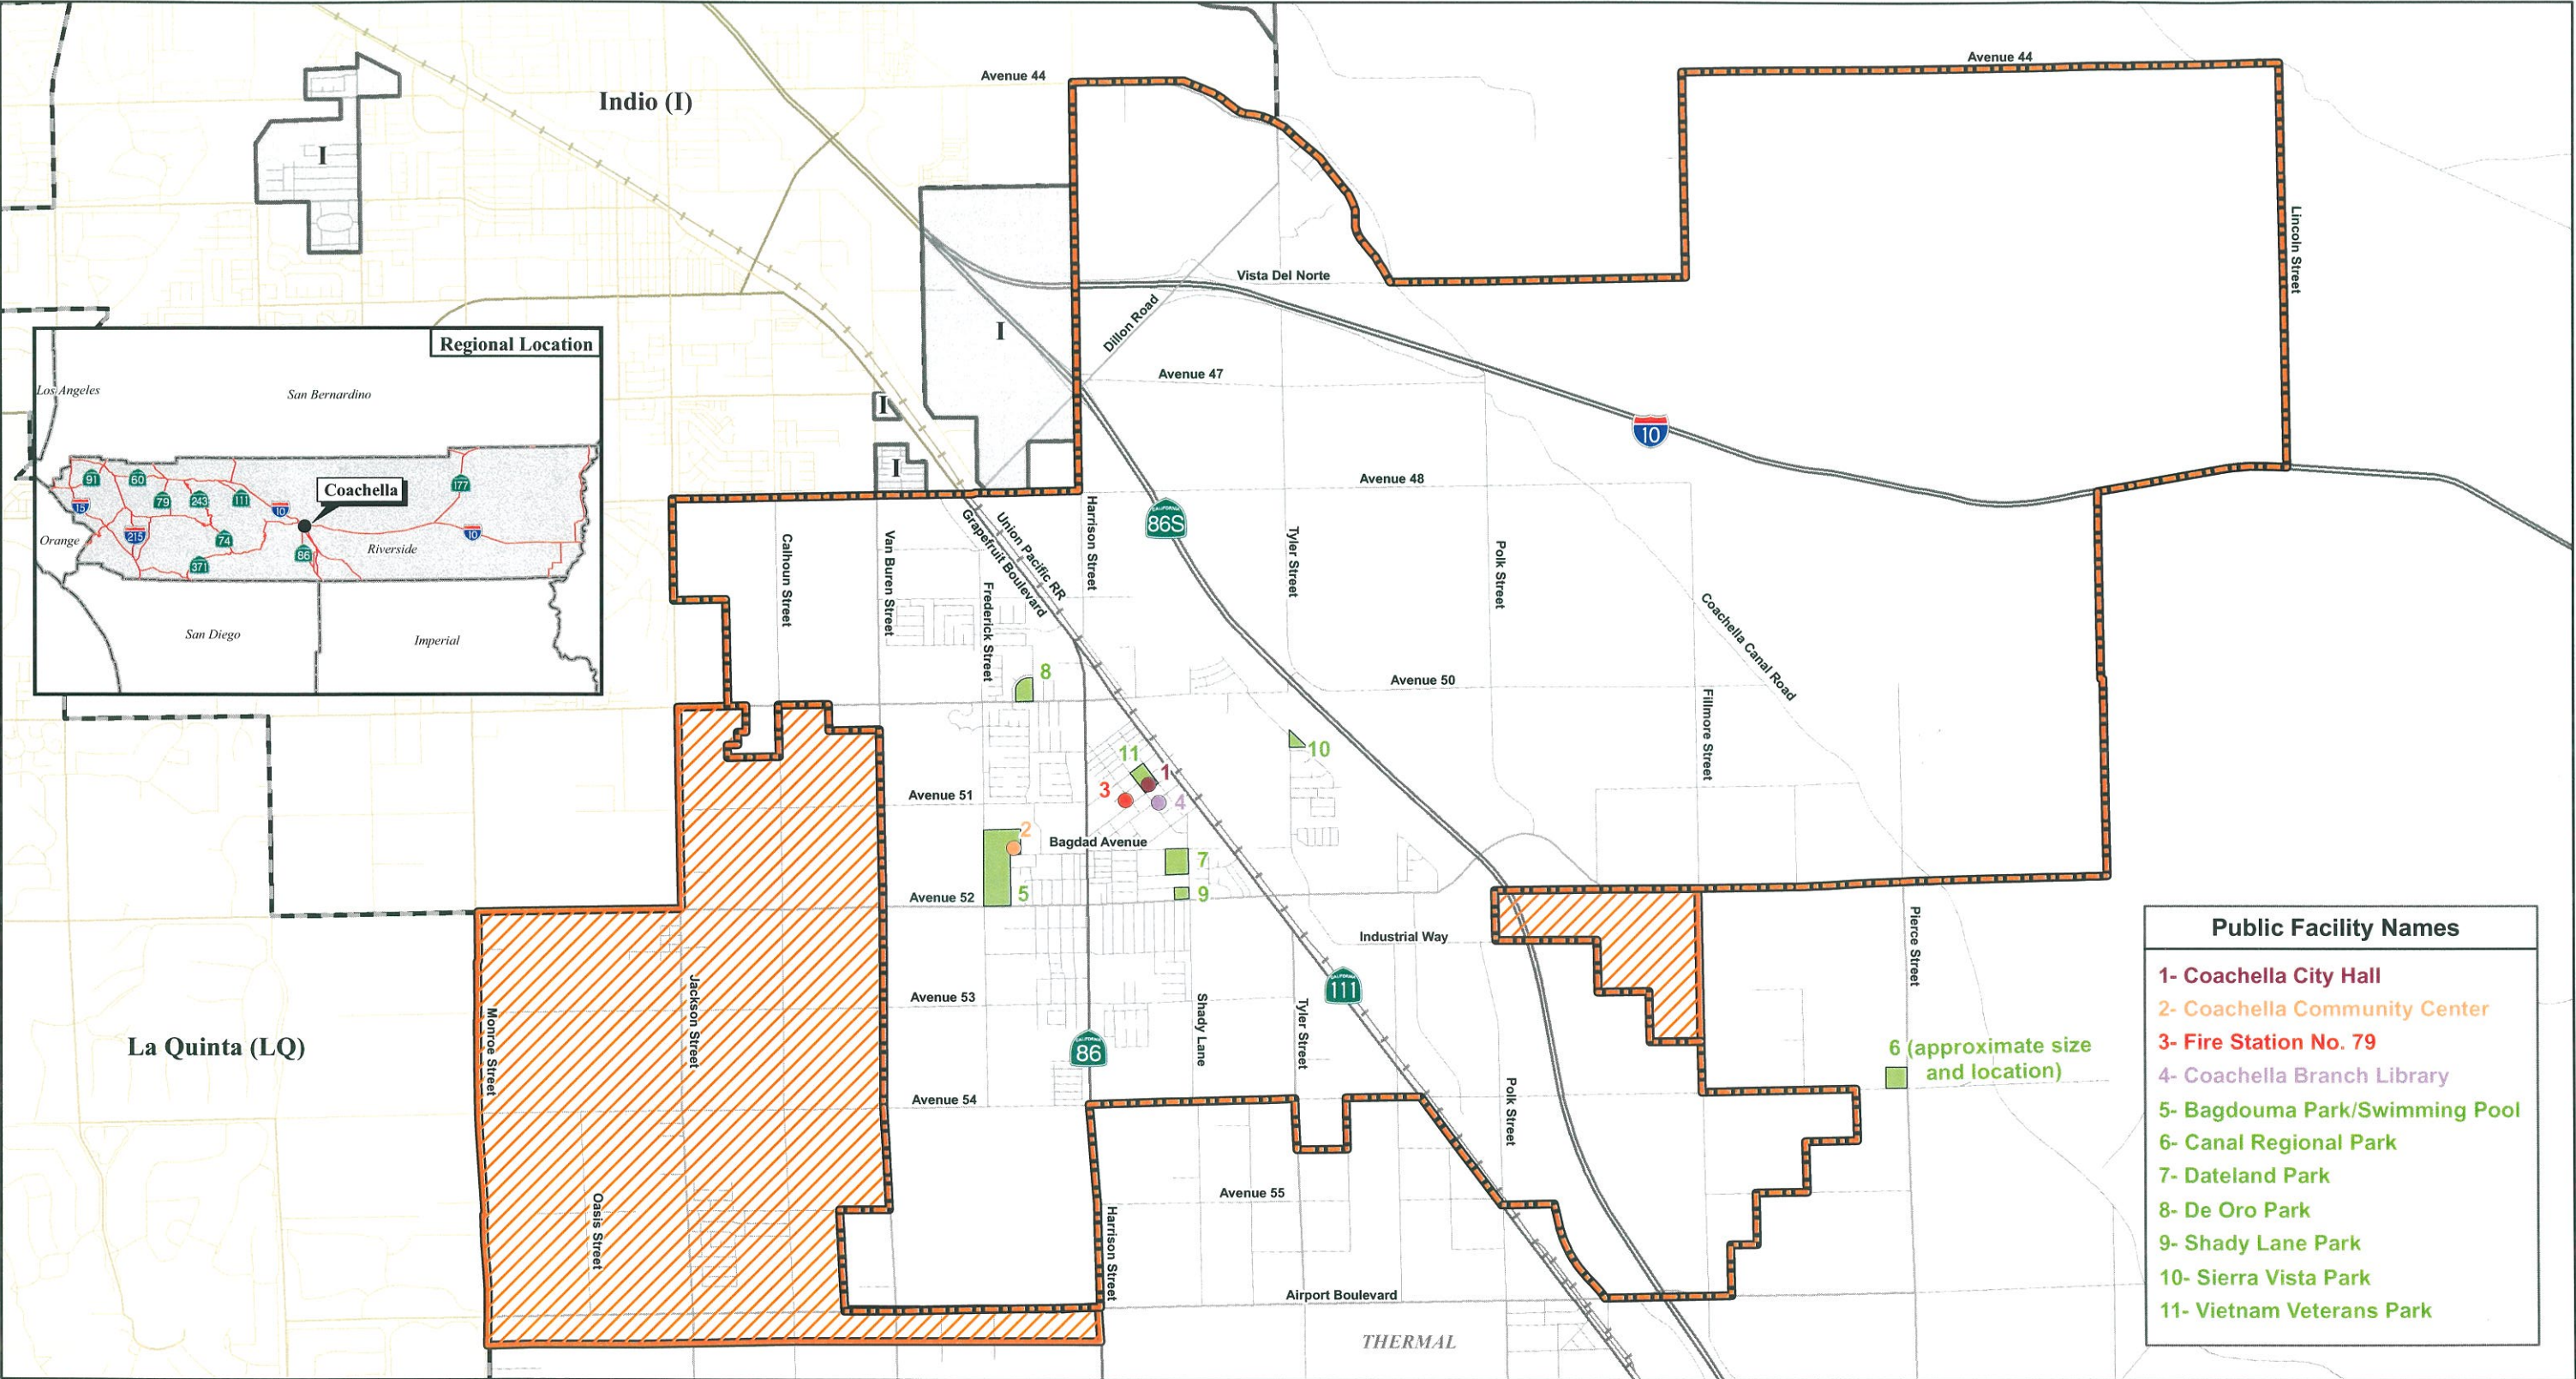 Avenue 44
Avenue 44
Indio (I)
I
Lincoln Street
Vista Del Norte
Dillon Road
I
Regional Location
Los Angeles
San Bernardino
91
60
79
243
111
10
177
15
215
74
86
371
10
Coachella
Orange
Riverside
San Diego
Imperial
Avenue 47
I
I
10
Avenue 48
CALIFORNIA
86S
Harrison Street
Union Pacific RR
Grapefruit Boulevard
Calhoun Street
Van Buren Street
Frederick Street
Tyler Street
Polk Street
Coachella Canal Road
8
Avenue 50
Fillmore Street
10
11
1
3
4
Avenue 51
2
Bagdad Avenue
7
5
9
Avenue 52
Industrial Way
Pierce Street
CALIFORNIA
111
Jackson Street
Monroe Street
Avenue 53
Shady Lane
Tyler Street
La Quinta (LQ)
CALIFORNIA
86
6 (approximate size
and location)
Avenue 54
Polk Street
Oasis Street
Avenue 55
Harrison Street
Airport Boulevard
THERMAL
Public Facility Names
1- Coachella City Hall
2- Coachella Community Center
3- Fire Station No. 79
4- Coachella Branch Library
5- Bagdouma Park/Swimming Pool
6- Canal Regional Park
7- Dateland Park
8- De Oro Park
9- Shady Lane Park
10- Sierra Vista Park
11- Vietnam Veterans Park